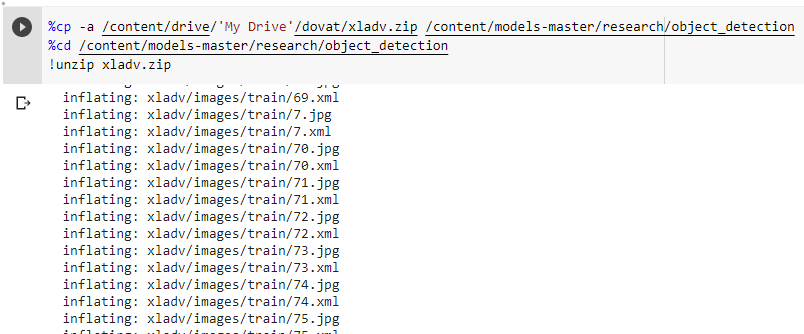 %cp -a /content/drive/'My Drive'/dovat/xladv.zip /content/models-master/research/object_detection
%cd /content/models-master/research/object_detection
!unzip xladv.zip
inflating: xladv/images/train/69.xml
inflating: xladv/images/train/7.jpg
inflating: xladv/images/train/7.xml
inflating: xladv/images/train/70.jpg
inflating: xladv/images/train/70.xml
inflating: xladv/images/train/71.jpg
inflating: xladv/images/train/71.xml
inflating: xladv/images/train/72.jpg
inflating: xladv/images/train/72.xml
inflating: xladv/images/train/73.jpg
inflating: xladv/images/train/73.xml
inflating: xladv/images/train/74.jpg
inflating: xladv/images/train/74.xml
inflating: xladv/images/train/75.jpg